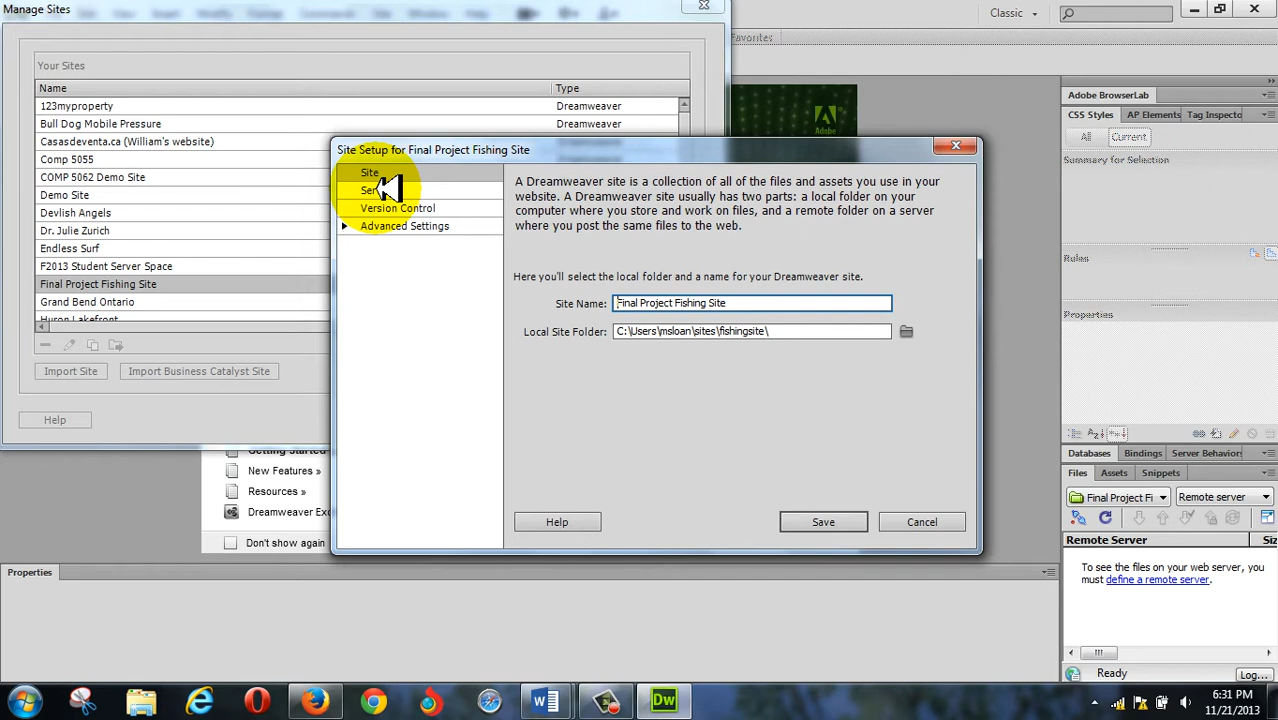 Manage Sites
Classic
Favorites
Your Sites
Name Type
123myproperty Dreamweaver
Bull Dog Mobile Pressure Dreamweaver
Casasdeventa.ca (William's website)
Comp 5055
COMP 5062 Demo Site
Demo Site
Devlish Angels
Dr. Julie Zurich
Endless Surf
F2013 Student Server Space
Final Project Fishing Site
Grand Bend Ontario
Huron Lakefront
Import Site
Import Business Catalyst Site
Help
Site Setup for Final Project Fishing Site
Site
Version Control
Advanced Settings
A Dreamweaver site is a collection of all of the files and assets you use in your
website. A Dreamweaver site usually has two parts: a local folder on your
computer where you store and work on files, and a remote folder on a server
where you post the same files to the web.
Here you'll select the local folder and a name for your Dreamweaver site.
Site Name: Final Project Fishing Site
Local Site Folder: C:\Users\msloan\sites\fishingsite\
Help
Save
Cancel
Adobe
Getting Started
New Features »
Resources »
Dreamweaver Exc
Don't show again
Properties
Adobe BrowserLab
CSS Styles
AP Elements
Tag Inspecto
All
Current
Summary for Selection
Rules
Properties
Databases
Bindings
Server Behaviors
Files
Assets
Snippets
Final Project Fi
Remote server
Remote Server
Siz
To see the files on your web server, you
must define a remote server.
Ready
Log...
Dw
6:31 PM
11/21/2013